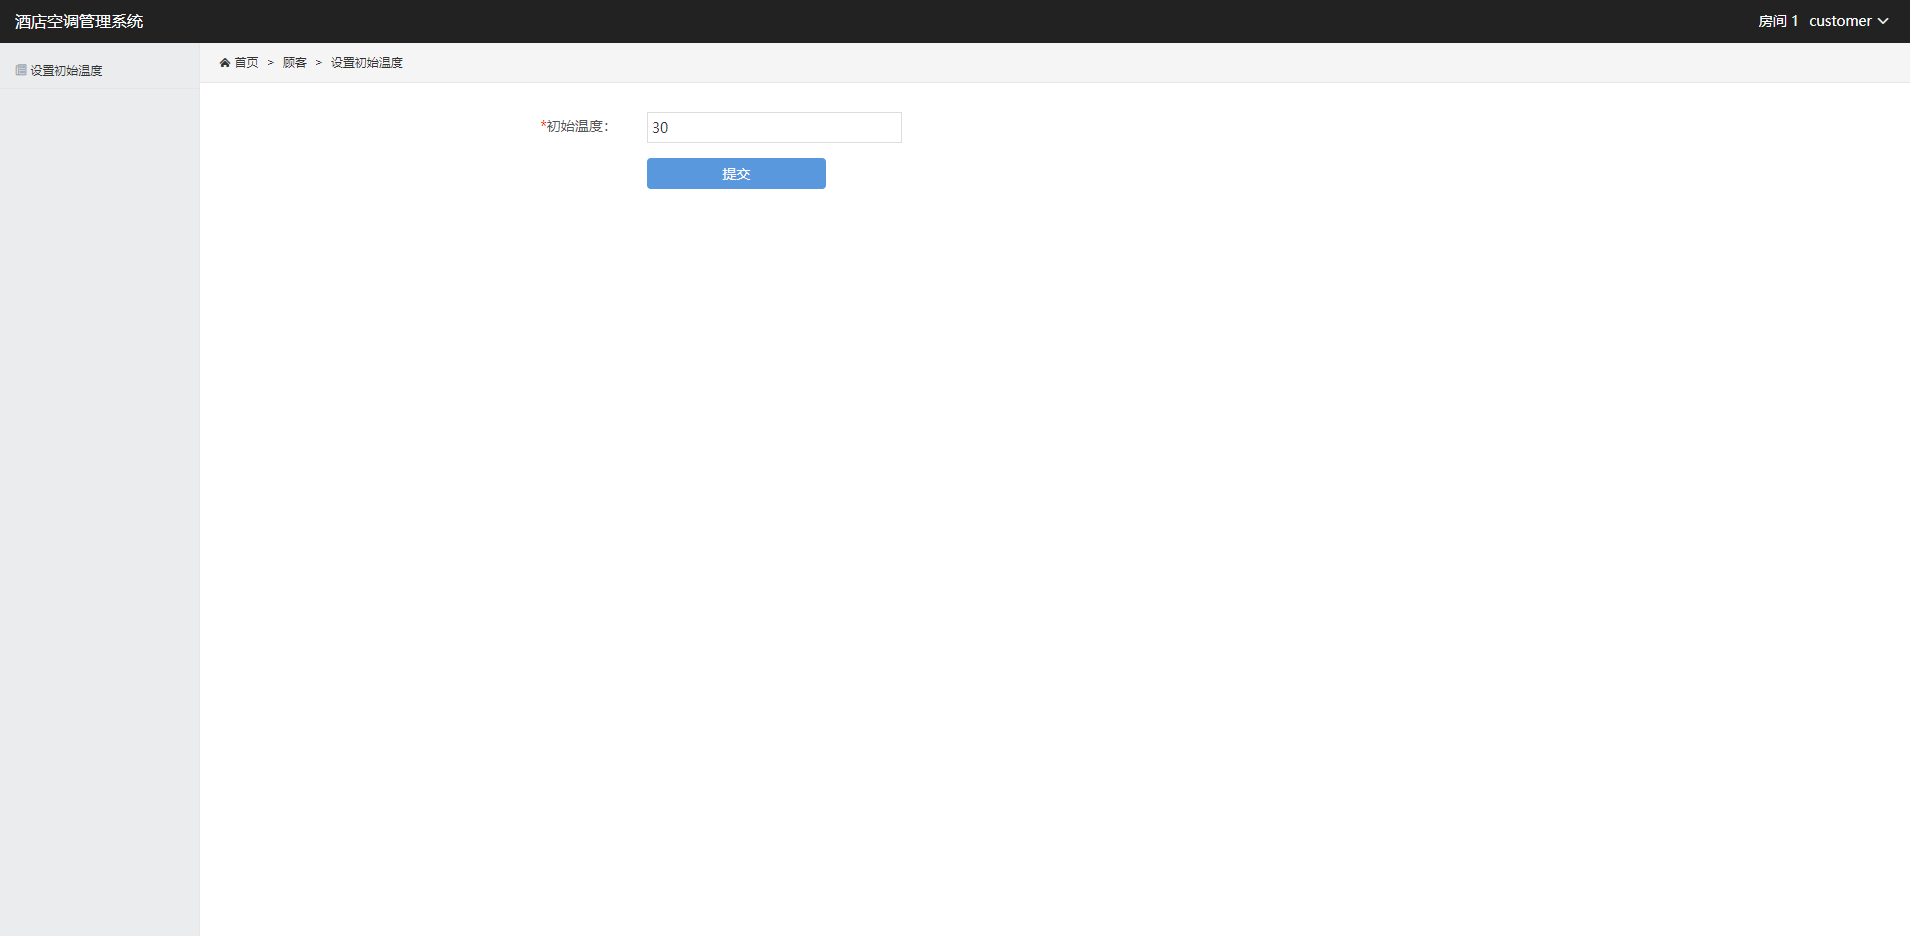 酒店空调管理系统
房间 1 customer
设置初始温度
首页 > 顾客 > 设置初始温度
*初始温度：
30
提交